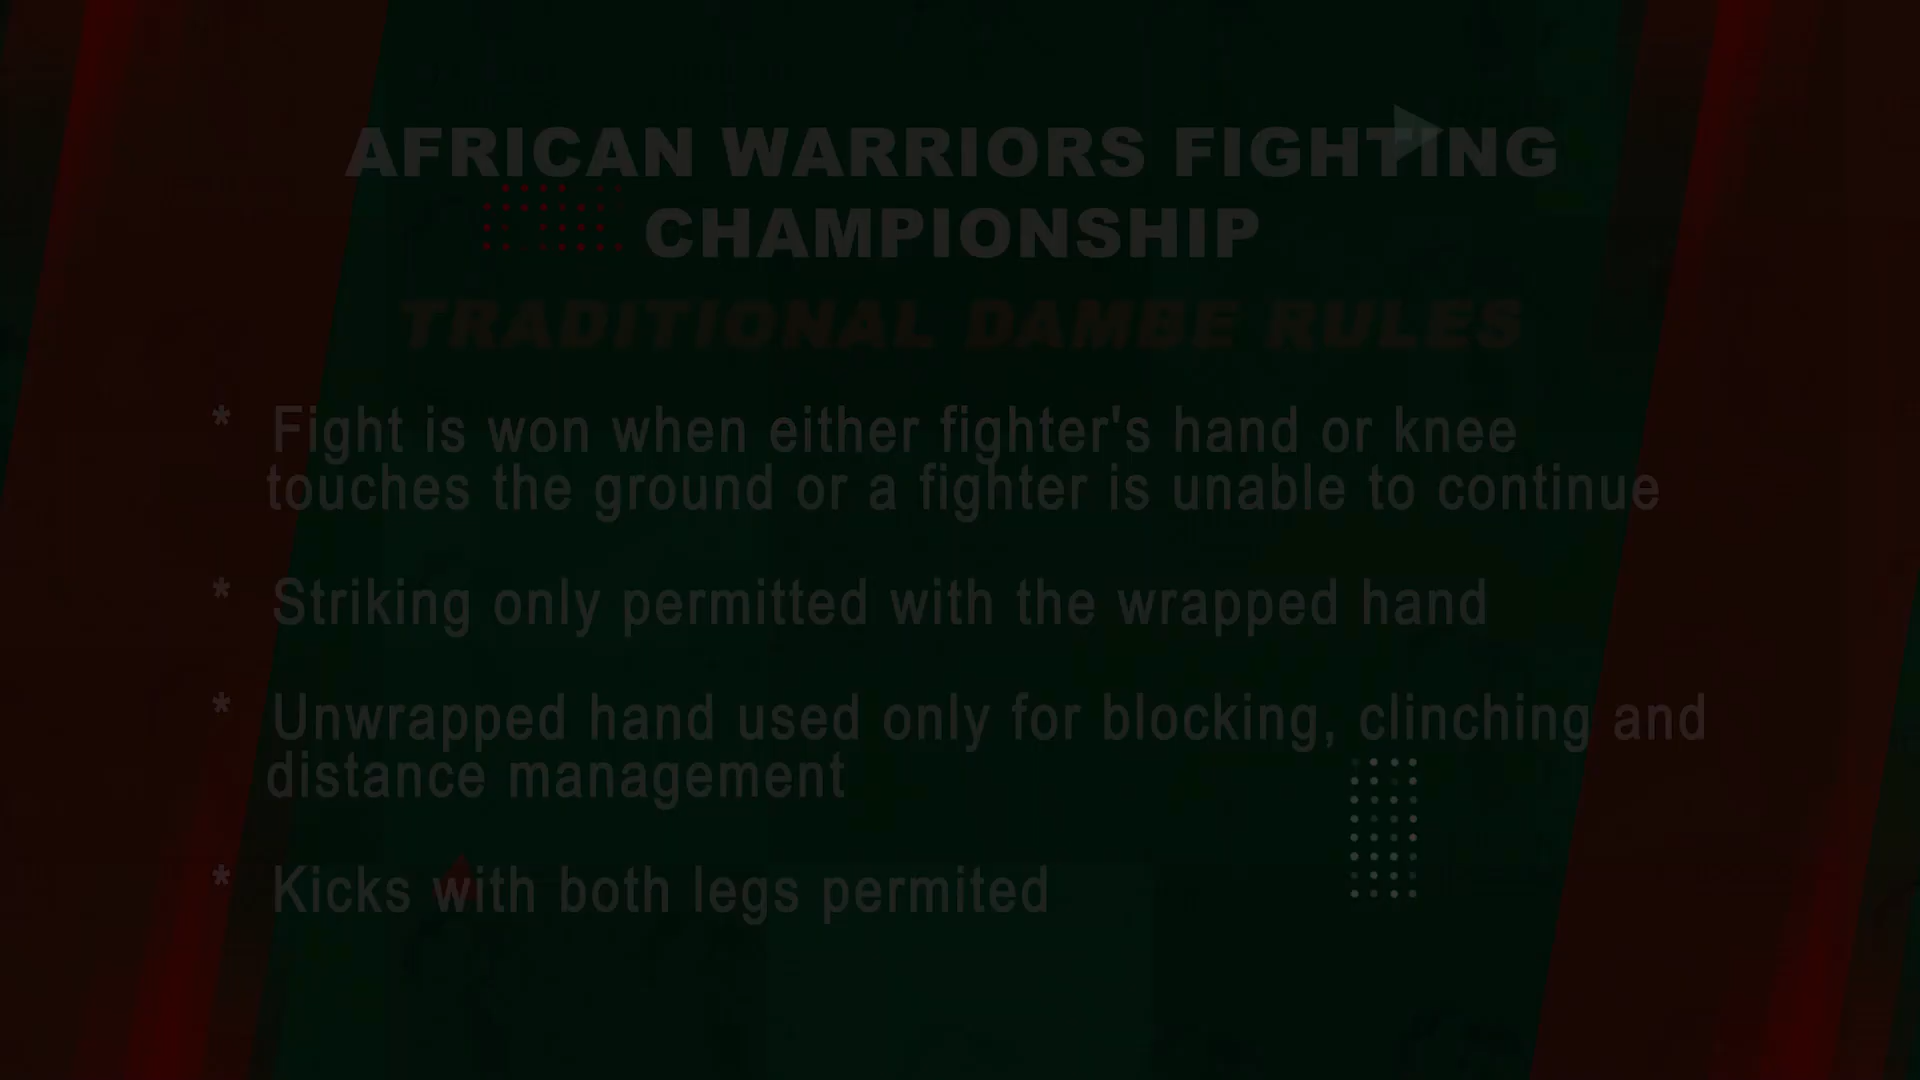 AFRICAN WARRIORS FIGHTING
CHAMPIONSHIP
TRADITIONAL DAMBE RULES
* Fight is won when either fighter's hand or knee
touches the ground or a fighter is unable to continue
* Striking only permitted with the wrapped hand
* Unwrapped hand used only for blocking, clinching and
distance management
* Kicks with both legs permited